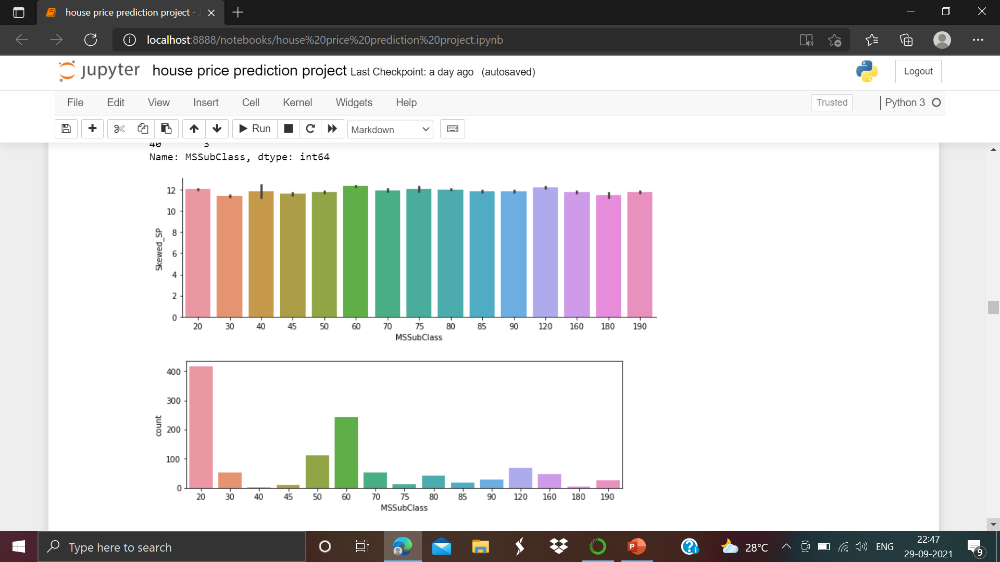 house price prediction project - J
localhost:8888/notebooks/house%20price%20prediction%20project.ipynb
jupyter house price prediction project Last Checkpoint: a day ago (autosaved)
Logout
File Edit View Insert Cell Kernel Widgets Help
Trusted Python 3
Run Markdown
40 3
Name: MSSubClass, dtype: int64
12
10
8
6
4
2
0
Skewed_SP
20 30 40 45 50 60 70 75 80 85 90 120 160 180 190
MSSubClass
400
300
200
100
0
count
20 30 40 45 50 60 70 75 80 85 90 120 160 180 190
MSSubClass
Type here to search
P
28°C
ENG
22:47
29-09-2021
9